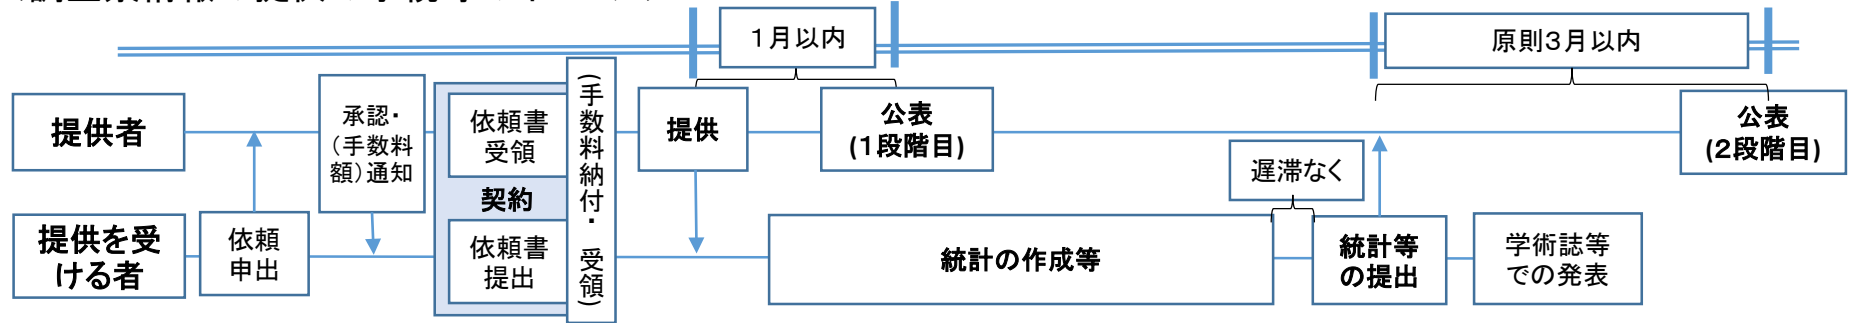 1月以内
原則3月以内
提供者
承認・
(手数料
額)通知
依頼書
受領
(手数料納付・ 受領)
提供
公表
(1段階目)
公表
(2段階目)
契約
遅滞なく
提供を受
ける者
依頼
申出
依頼書
提出
統計の作成等
統計等
の提出
学術誌等
での発表